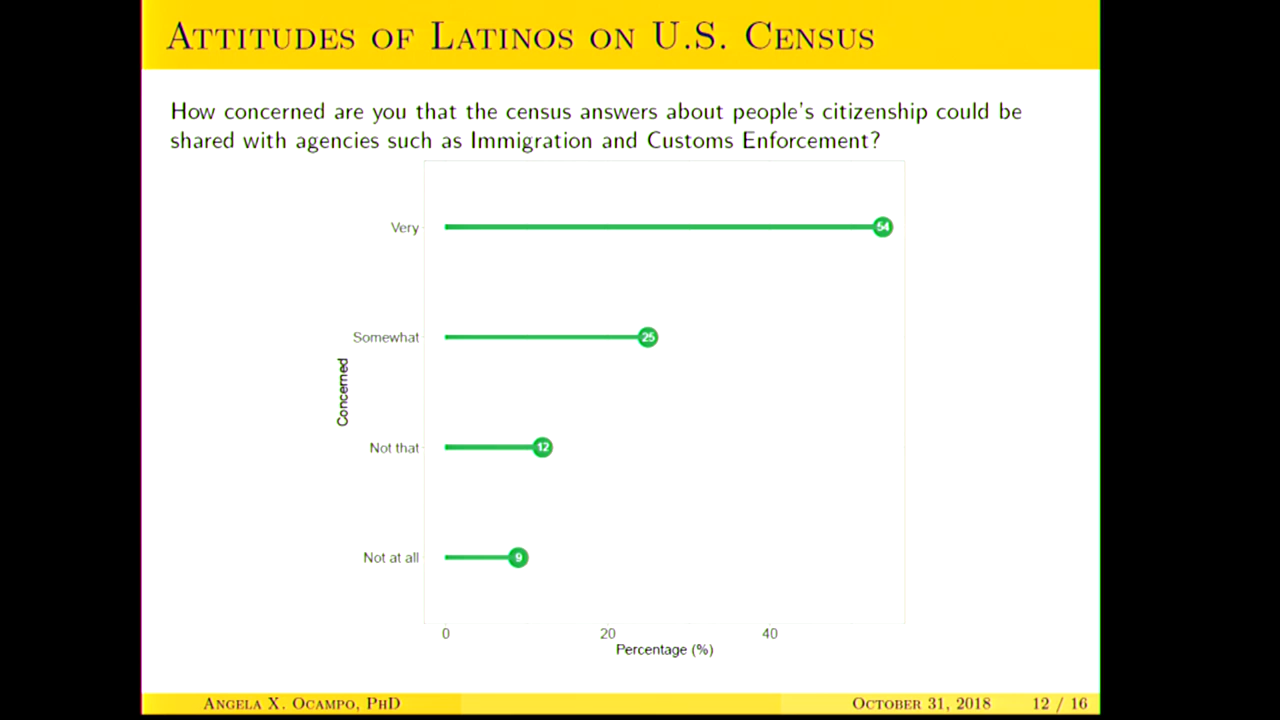 Attitudes of Latinos on U.S. Census
How concerned are you that the census answers about people's citizenship could be
shared with agencies such as Immigration and Customs Enforcement?
Very
54
Somewhat
25
Concerned
Not that
12
Not at all
9
0 20 40
Percentage (%)
Angela X. Ocampo, PhD October 31, 2018 12 / 16